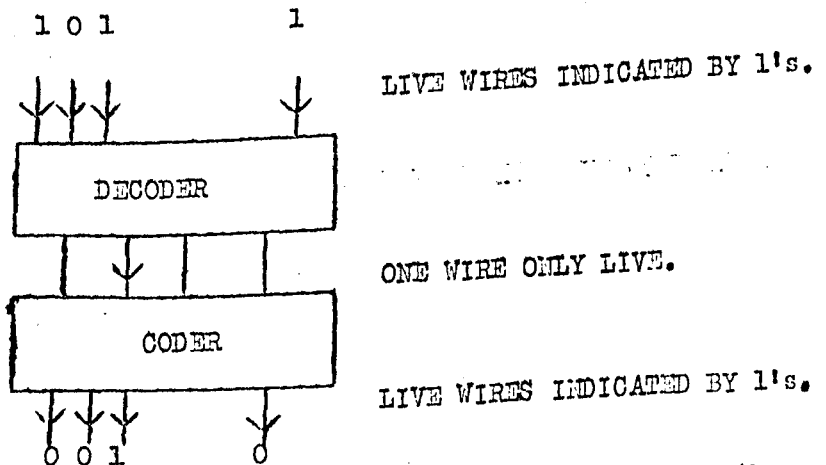 1 0 1 1
LIVE WIRES INDICATED BY 1's.
DECODER
ONE WIRE ONLY LIVE.
CODER
LIVE WIRES INDICATED BY 1's.
0 0 1 0